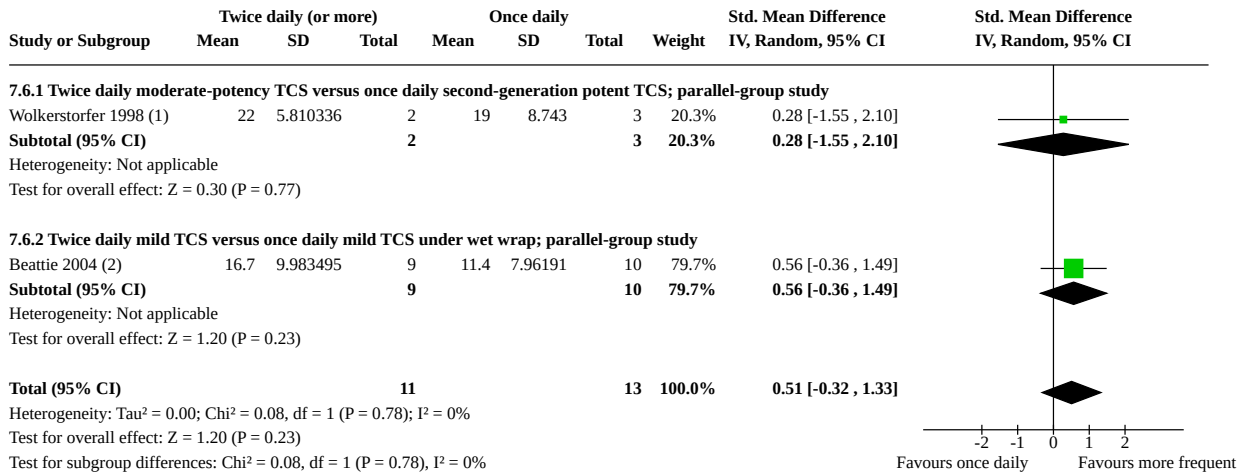 Twice daily (or more) Once daily Std. Mean Difference Std. Mean Difference
Study or Subgroup Mean SD Total Mean SD Total Weight IV, Random, 95% CI IV, Random, 95% CI
7.6.1 Twice daily moderate-potency TCS versus once daily second-generation potent TCS; parallel-group study
Wolkerstorfer 1998 (1) 22 5.810336 2 19 8.743 3 20.3% 0.28 [-1.55 , 2.10]
Subtotal (95% CI) 2 3 20.3% 0.28 [-1.55 , 2.10]
Heterogeneity: Not applicable
Test for overall effect: Z = 0.30 (P = 0.77)
7.6.2 Twice daily mild TCS versus once daily mild TCS under wet wrap; parallel-group study
Beattie 2004 (2) 16.7 9.983495 9 11.4 7.96191 10 79.7% 0.56 [-0.36 , 1.49]
Subtotal (95% CI) 9 10 79.7% 0.56 [-0.36 , 1.49]
Heterogeneity: Not applicable
Test for overall effect: Z = 1.20 (P = 0.23)
Total (95% CI) 11 13 100.0% 0.51 [-0.32 , 1.33]
Heterogeneity: Tau² = 0.00; Chi² = 0.08, df = 1 (P = 0.78); I² = 0%
Test for overall effect: Z = 1.20 (P = 0.23) -2 -1 0 1 2
Test for subgroup differences: Chi² = 0.08, df = 1 (P = 0.78), I² = 0% Favours once daily Favours more frequent